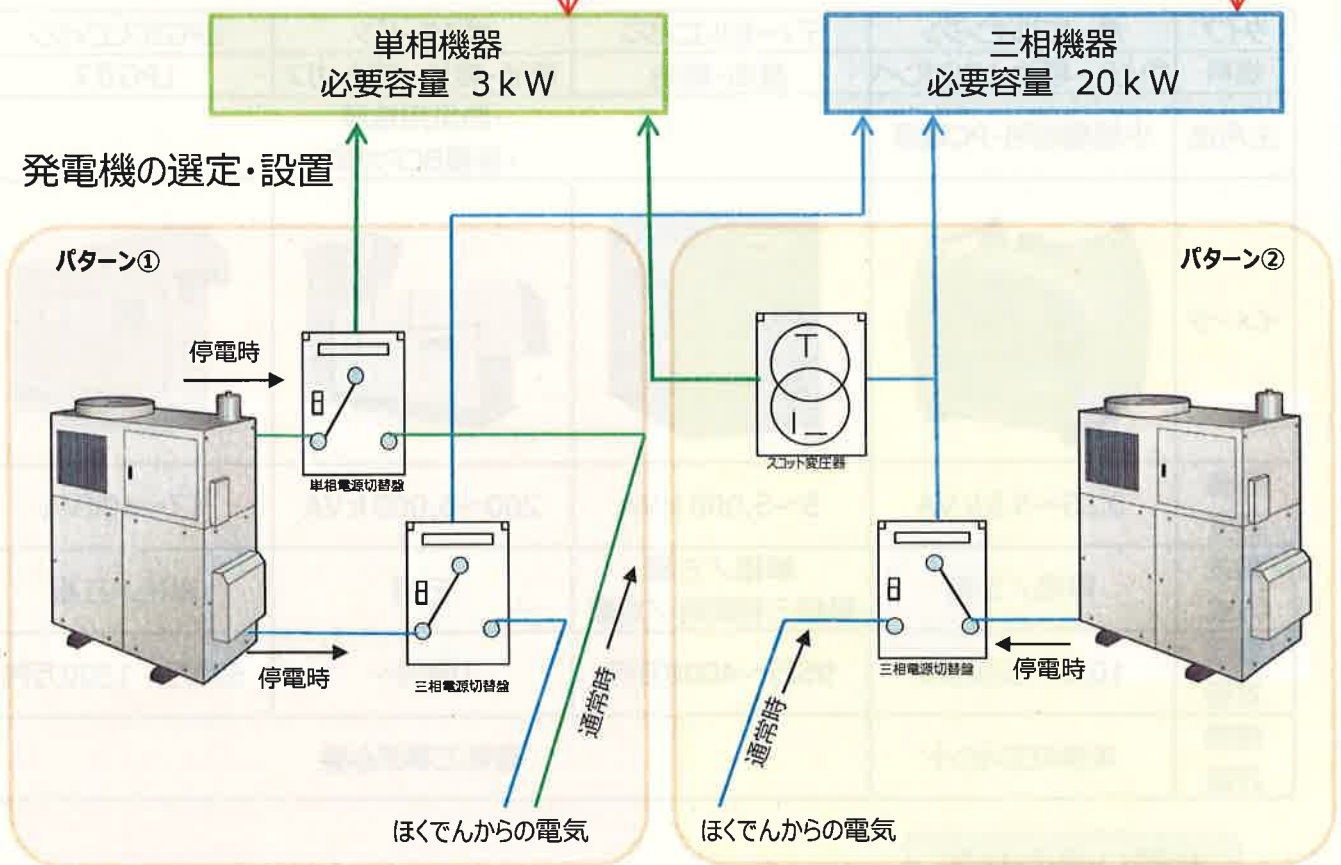 単相機器
必要容量 3kW
三相機器
必要容量 20kW
発電機の選定・設置
パターン①
パターン②
停電時
単相電源切替盤
停電時
三相電源切替盤
通常時
ほくでんからの電気
T
スコット変圧器
三相電源切替盤
停電時
通常時
ほくでんからの電気